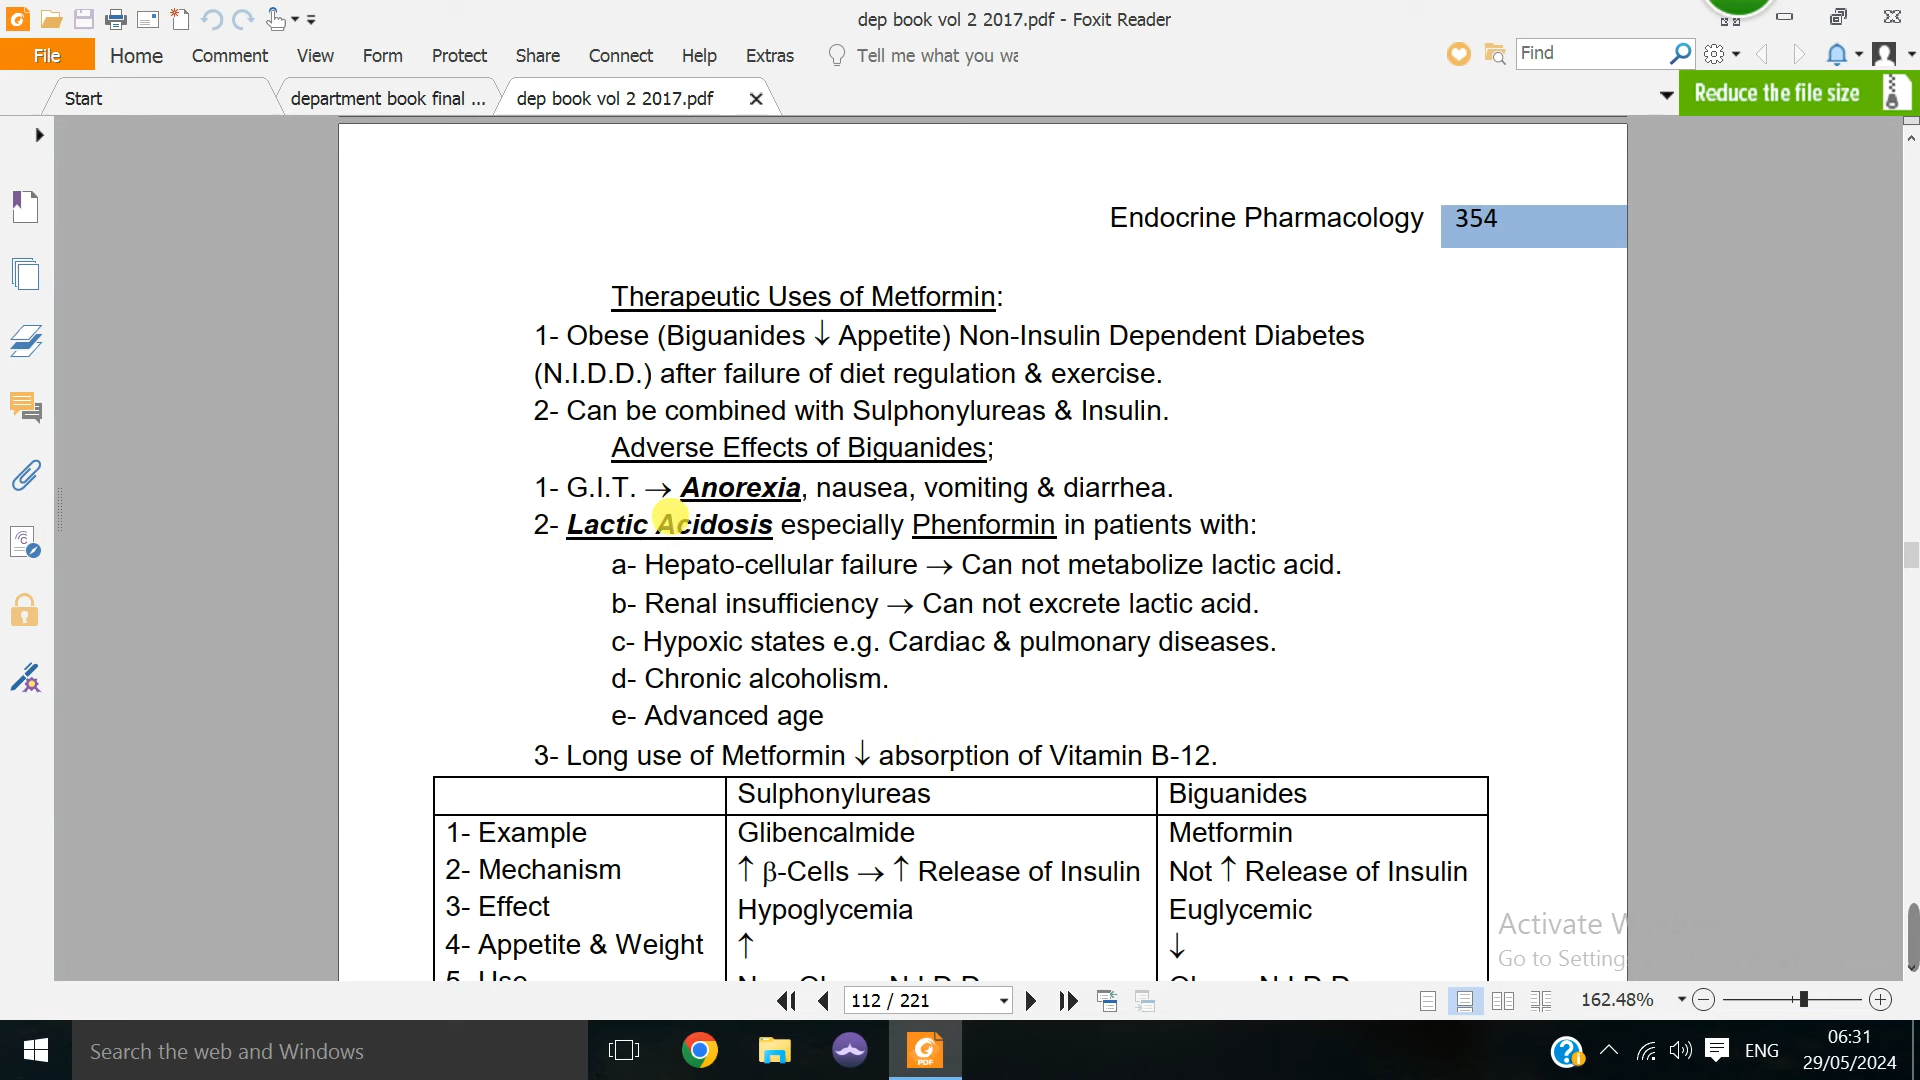 dep book vol 2 2017.pdf - Foxit Reader
File Home Comment View Form Protect Share Connect Help Extras Tell me what you wa Find
Start department book final ... dep book vol 2 2017.pdf Reduce the file size
Endocrine Pharmacology 354
Therapeutic Uses of Metformin:
1- Obese (Biguanides ↓ Appetite) Non-Insulin Dependent Diabetes
(N.I.D.D.) after failure of diet regulation & exercise.
2- Can be combined with Sulphonylureas & Insulin.
Adverse Effects of Biguanides;
1- G.I.T. → Anorexia, nausea, vomiting & diarrhea.
2- Lactic Acidosis especially Phenformin in patients with:
a- Hepato-cellular failure → Can not metabolize lactic acid.
b- Renal insufficiency → Can not excrete lactic acid.
c- Hypoxic states e.g. Cardiac & pulmonary diseases.
d- Chronic alcoholism.
e- Advanced age
3- Long use of Metformin ↓ absorption of Vitamin B-12.
Sulphonylureas Biguanides
1- Example Glibencalmide Metformin
2- Mechanism ↑ β-Cells → ↑ Release of Insulin Not ↑ Release of Insulin
3- Effect Hypoglycemia Euglycemic
4- Appetite & Weight ↑ ↓
Activate W
Go to Setting
112 / 221 162.48%
Search the web and Windows ENG 06:31
29/05/2024